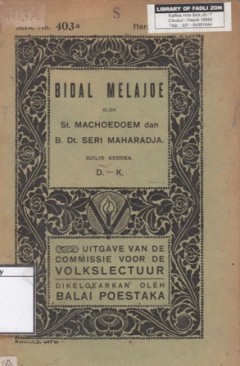 S
403a
LIBRARY OF FADLI ZON
BIDAL MELAJOE
OLEH
St. MACHOEDOEM dan
B. Dt. SERI MAHARADJA.
DJILID KEDOEA.
D.—K.
UITGAVE VAN DE
COMMISSIE VOOR DE
VOLKSLECTUUR
DIKELOEARKAN OLEH
BALAI POESTAKA